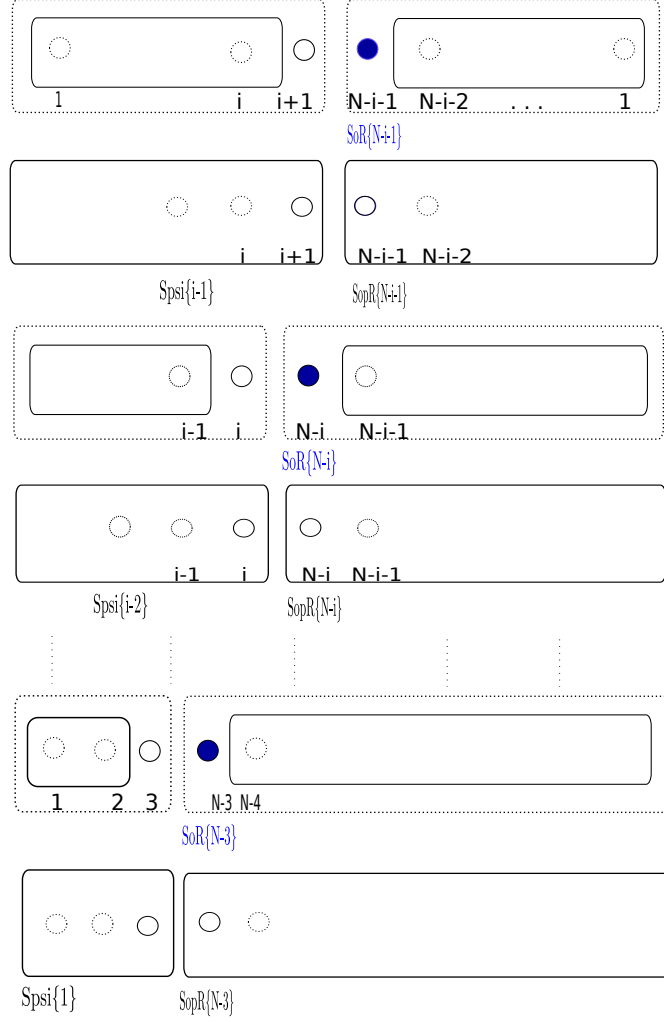 1 i i+1 N-i-1 N-i-2 . . . 1
SoR{N-i-1}
i i+1 N-i-1 N-i-2
Spsi{i-1} SopR{N-i-1}
i-1 i N-i N-i-1
SoR{N-i}
i-1 i N-i N-i-1
Spsi{i-2} SopR{N-i}
1 2 3 N-3 N-4
SoR{N-3}
Spsi{1} SopR{N-3}